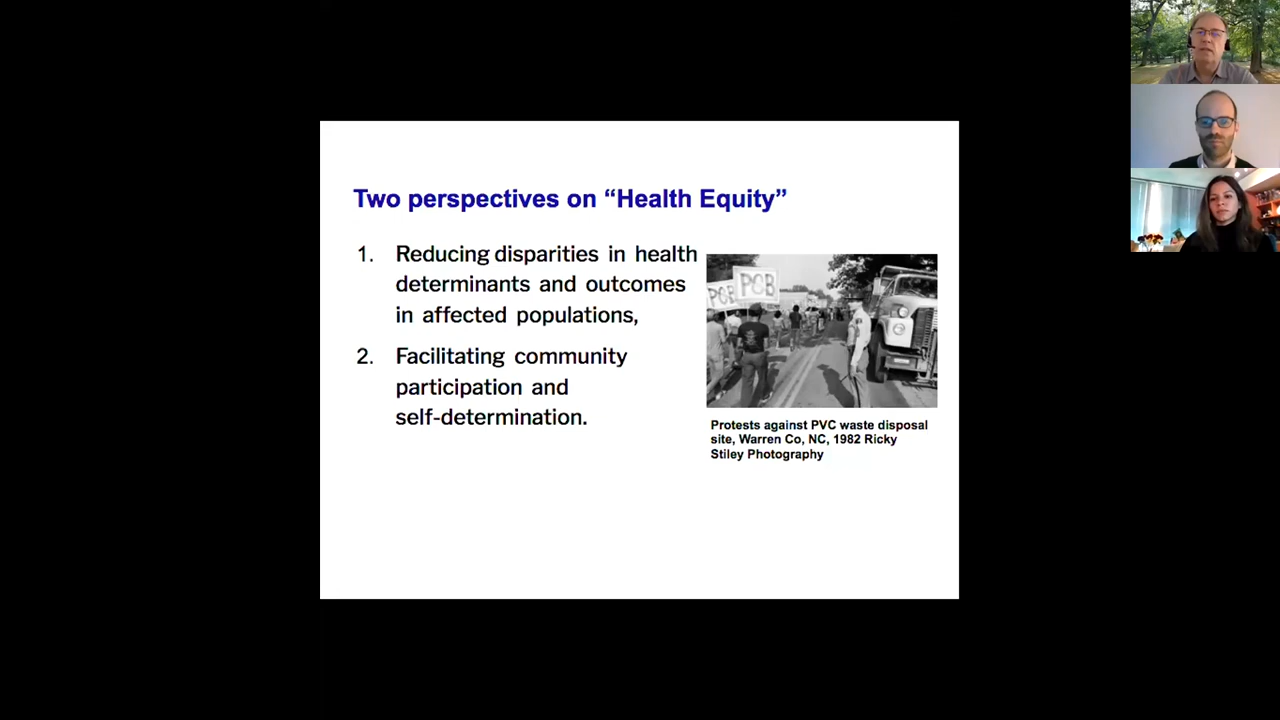 Two perspectives on “Health Equity”
1. Reducing disparities in health
determinants and outcomes
in affected populations,
2. Facilitating community
participation and
self-determination.
PCB
PCB
Protests against PVC waste disposal
site, Warren Co, NC, 1982 Ricky
Stiley Photography